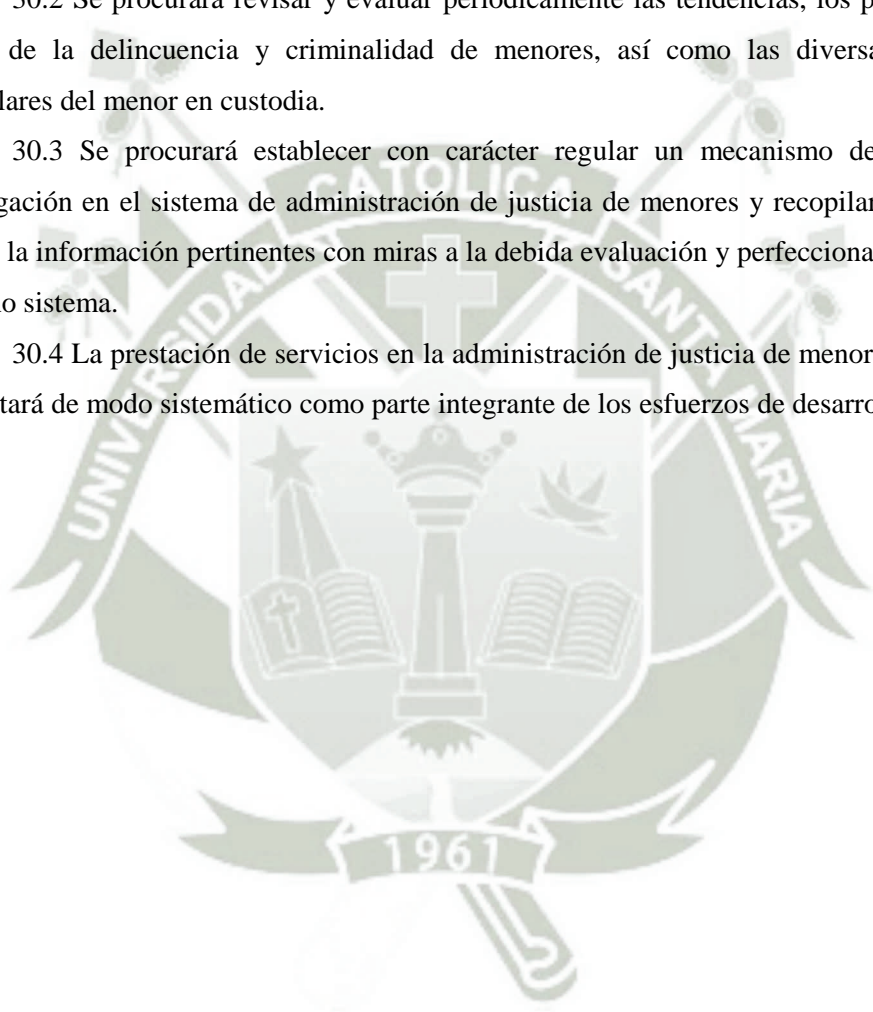 30.2 Se procurará revisar y evaluar periódicamente las tendencias, los p
de la delincuencia y criminalidad de menores, así como las diversa
lares del menor en custodia.
30.3 Se procurará establecer con carácter regular un mecanismo de
gación en el sistema de administración de justicia de menores y recopilar
la información pertinentes con miras a la debida evaluación y perfecciona
o sistema.
30.4 La prestación de servicios en la administración de justicia de menor
tará de modo sistemático como parte integrante de los esfuerzos de desarro
UNIVERSIDAD CATOLICA SANTA MARIA
1961